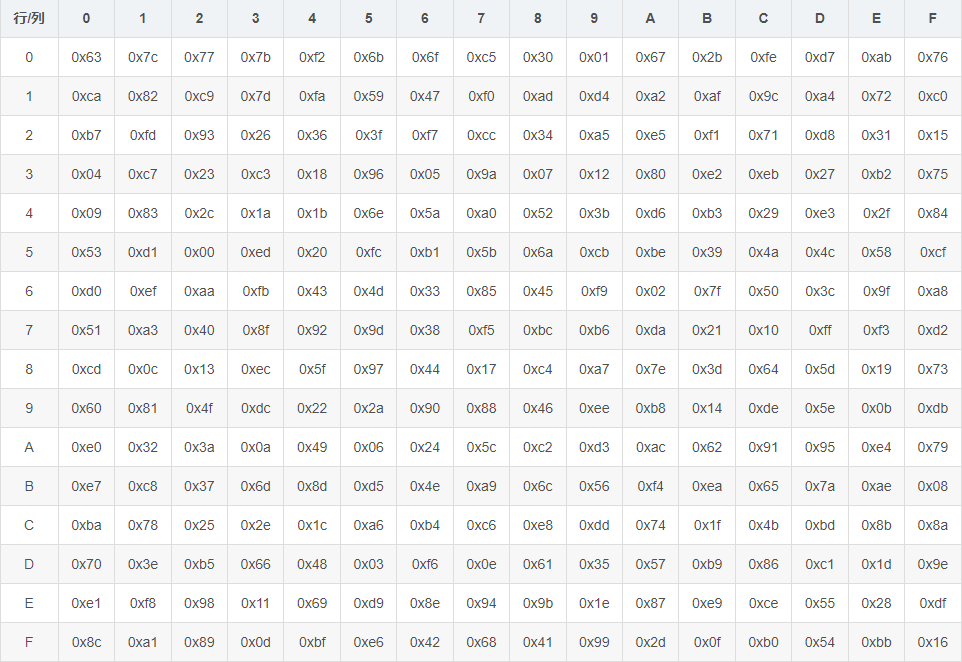 行/列 0 1 2 3 4 5 6 7 8 9 A B C D E F
0 0x63 0x7c 0x77 0x7b 0xf2 0x6b 0x6f 0xc5 0x30 0x01 0x67 0x2b 0xfe 0xd7 0xab 0x76
1 0xca 0x82 0xc9 0x7d 0xfa 0x59 0x47 0xf0 0xad 0xd4 0xa2 0xaf 0x9c 0xa4 0x72 0xc0
2 0xb7 0xfd 0x93 0x26 0x36 0x3f 0xf7 0xcc 0x34 0xa5 0xe5 0xf1 0x71 0xd8 0x31 0x15
3 0x04 0xc7 0x23 0xc3 0x18 0x96 0x05 0x9a 0x07 0x12 0x80 0xe2 0xeb 0x27 0xb2 0x75
4 0x09 0x83 0x2c 0x1a 0x1b 0x6e 0x5a 0xa0 0x52 0x3b 0xd6 0xb3 0x29 0xe3 0x2f 0x84
5 0x53 0xd1 0x00 0xed 0x20 0xfc 0xb1 0x5b 0x6a 0xcb 0xbe 0x39 0x4a 0x4c 0x58 0xcf
6 0xd0 0xef 0xaa 0xfb 0x43 0x4d 0x33 0x85 0x45 0xf9 0x02 0x7f 0x50 0x3c 0x9f 0xa8
7 0x51 0xa3 0x40 0x8f 0x92 0x9d 0x38 0xf5 0xbc 0xb6 0xda 0x21 0x10 0xff 0xf3 0xd2
8 0xcd 0x0c 0x13 0xec 0x5f 0x97 0x44 0x17 0xc4 0xa7 0x7e 0x3d 0x64 0x5d 0x19 0x73
9 0x60 0x81 0x4f 0xdc 0x22 0x2a 0x90 0x88 0x46 0xee 0xb8 0x14 0xde 0x5e 0x0b 0xdb
A 0xe0 0x32 0x3a 0x0a 0x49 0x06 0x24 0x5c 0xc2 0xd3 0xac 0x62 0x91 0x95 0xe4 0x79
B 0xe7 0xc8 0x37 0x6d 0x8d 0xd5 0x4e 0xa9 0x6c 0x56 0xf4 0xea 0x65 0x7a 0xae 0x08
C 0xba 0x78 0x25 0x2e 0x1c 0xa6 0xb4 0xc6 0xe8 0xdd 0x74 0x1f 0x4b 0xbd 0x8b 0x8a
D 0x70 0x3e 0xb5 0x66 0x48 0x03 0xf6 0x0e 0x61 0x35 0x57 0xb9 0x86 0xc1 0x1d 0x9e
E 0xe1 0xf8 0x98 0x11 0x69 0xd9 0x8e 0x94 0x9b 0x1e 0x87 0xe9 0xce 0x55 0x28 0xdf
F 0x8c 0xa1 0x89 0x0d 0xbf 0xe6 0x42 0x68 0x41 0x99 0x2d 0x0f 0xb0 0x54 0xbb 0x16